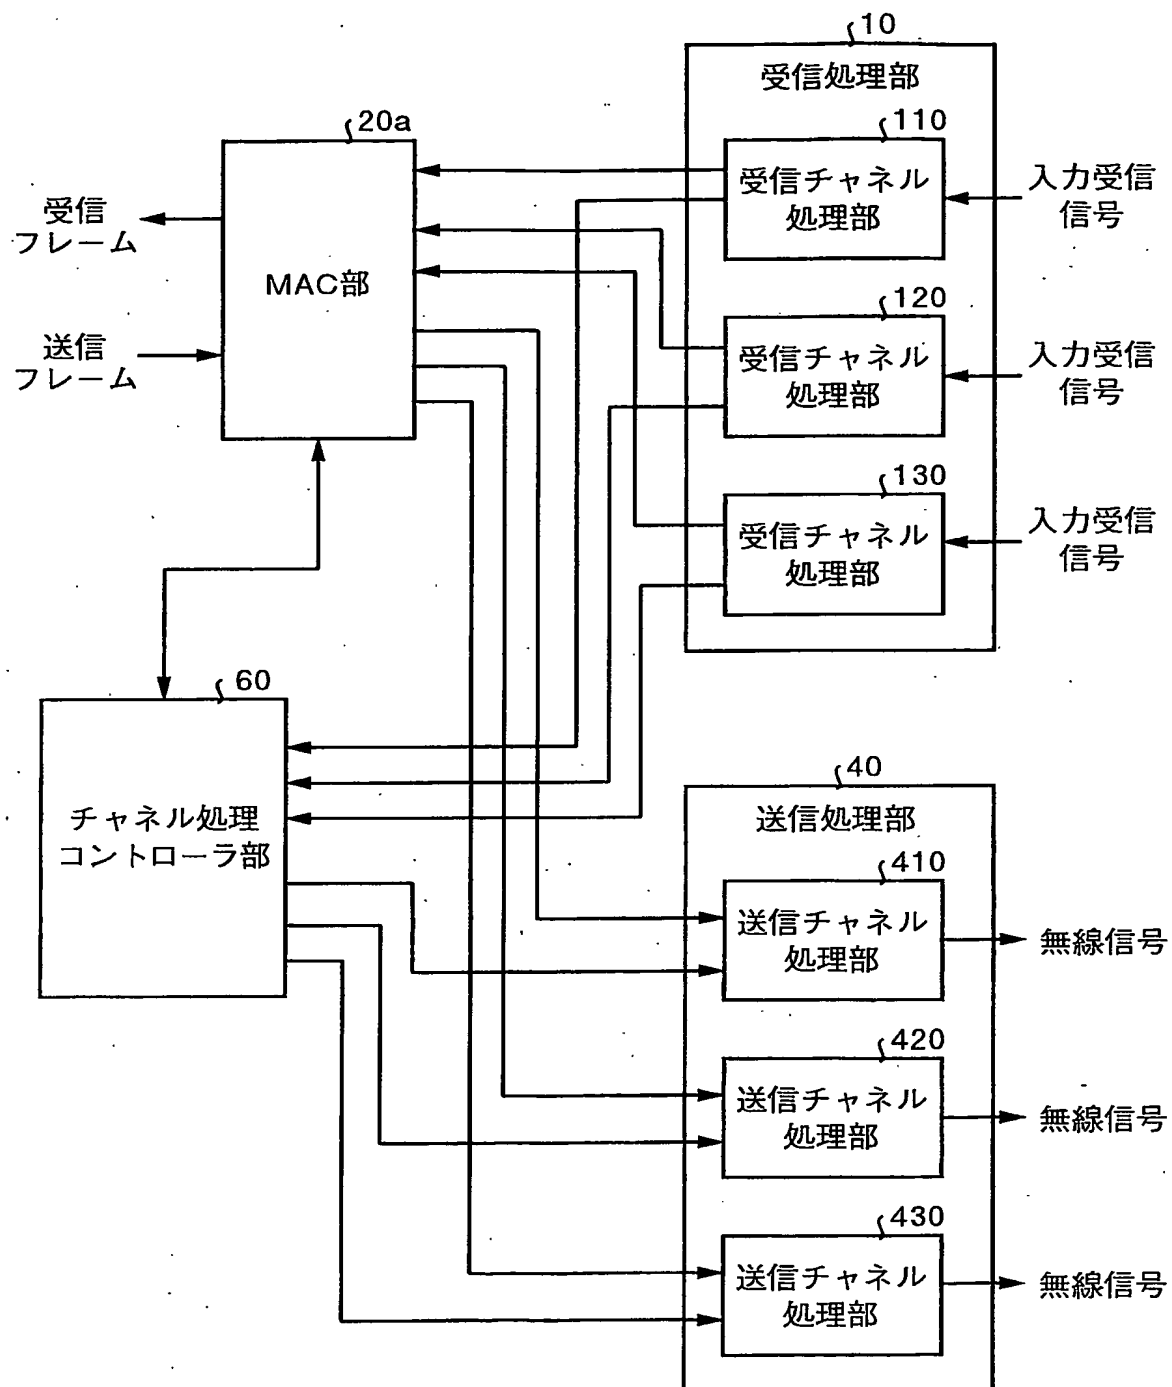 10
受信処理部
20a
110
受信チャネル
処理部
入力受信
信号
受信
フレーム
MAC部
120
受信チャネル
処理部
入力受信
信号
送信
フレーム
130
受信チャネル
処理部
入力受信
信号
60
チャネル処理
コントローラ部
40
送信処理部
410
送信チャネル
処理部
無線信号
420
送信チャネル
処理部
無線信号
430
送信チャネル
処理部
無線信号